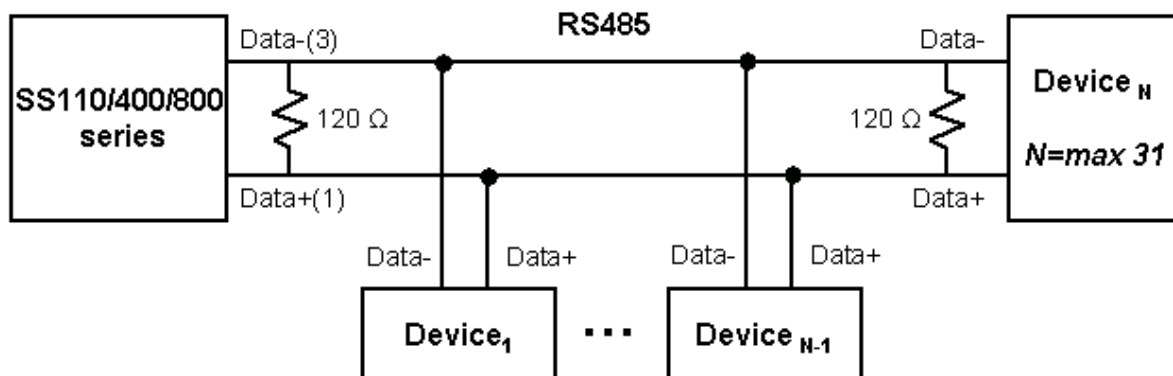 RS485
Data-(3)
Data-
SS110/400/800
series
120 Ω
120 Ω
Device N
N=max 31
Data+(1)
Data+
Data-
Data+
Data-
Data+
Device1
...
Device N-1